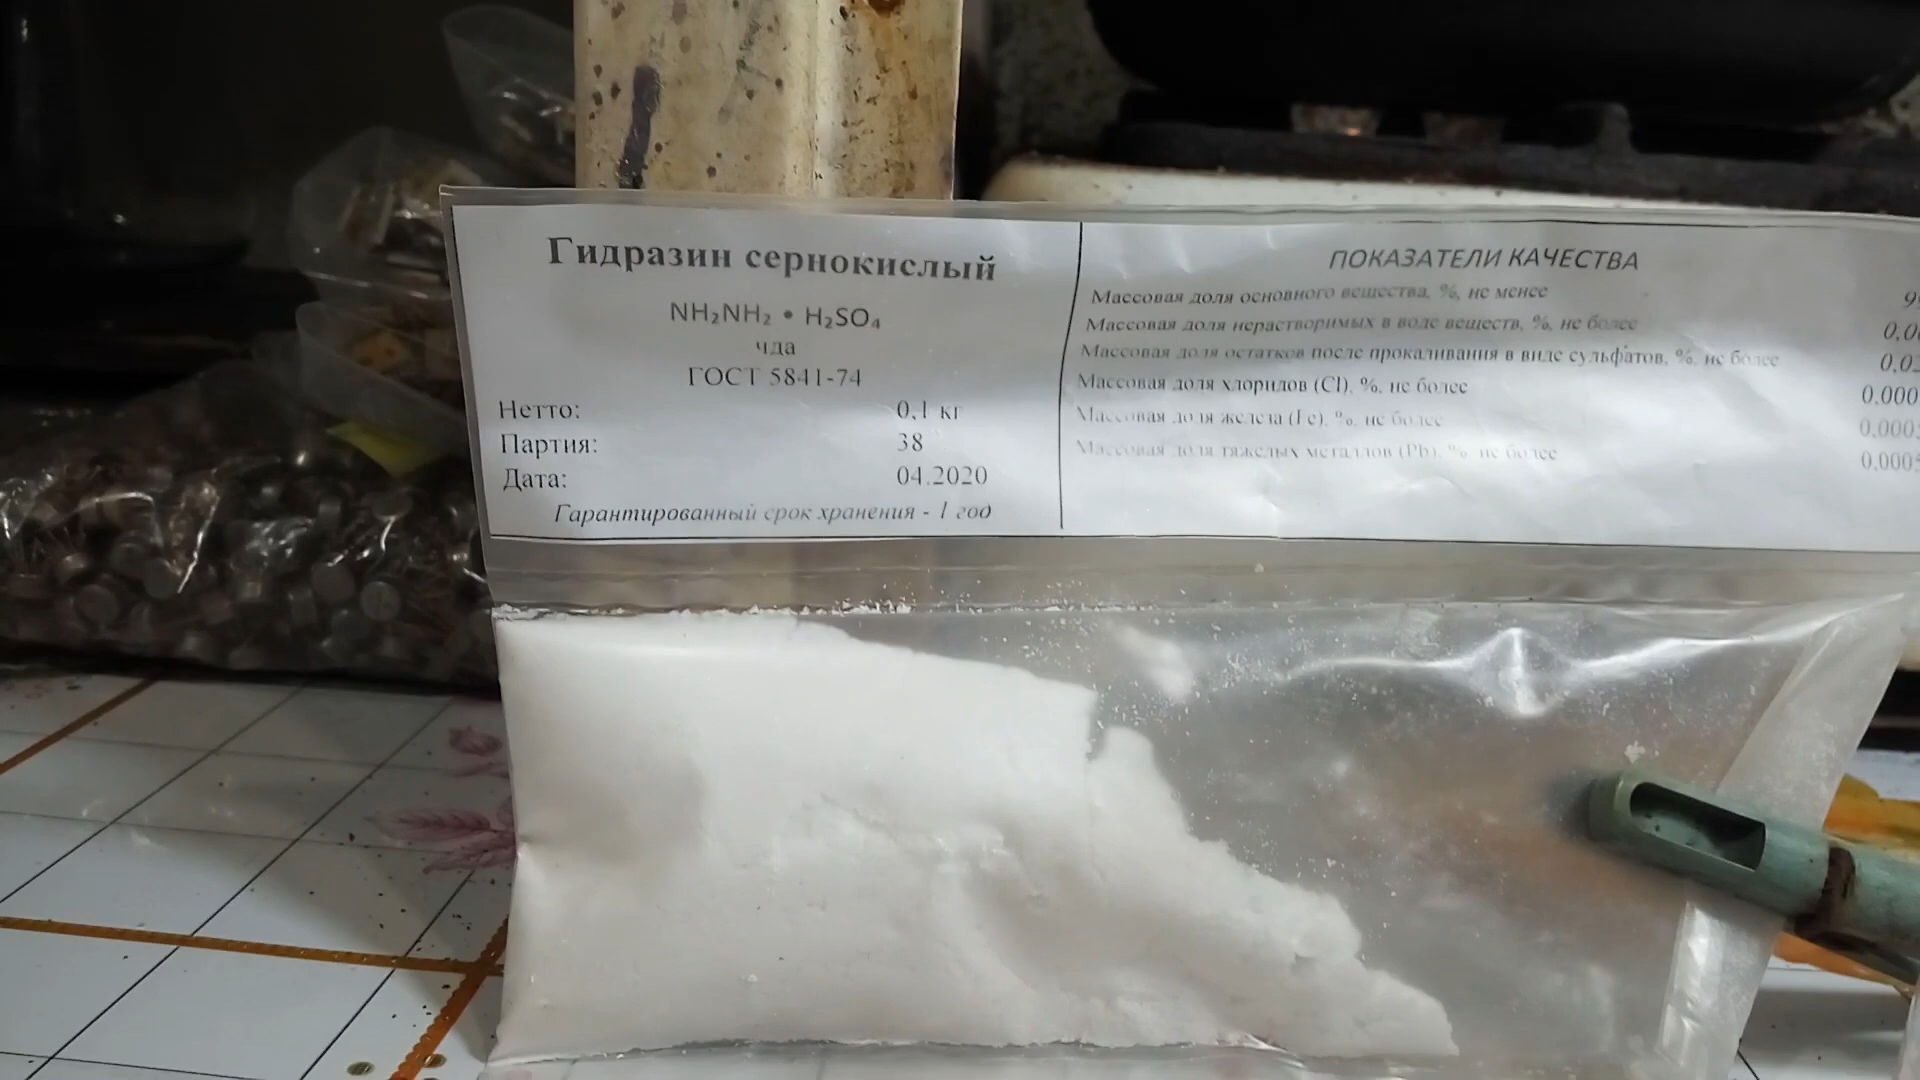 Гидразин сернокислый
NH₂NH₂ • H₂SO₄
чда
ГОСТ 5841-74
Нетто: 0,1 кг
Партия: 38
Дата: 04.2020
Гарантированный срок хранения - 1 год
ПОКАЗАТЕЛИ КАЧЕСТВА
Массовая доля основного вещества, %, не менее
Массовая доля нерастворимых в воде веществ, %, не более
Массовая доля остатков после прокаливания в виде сульфатов, %, не более
Массовая доля хлоридов (Cl), %, не более
Массовая доля железа (Fe), %, не более
Массовая доля тяжелых металлов (Pb), %, не более